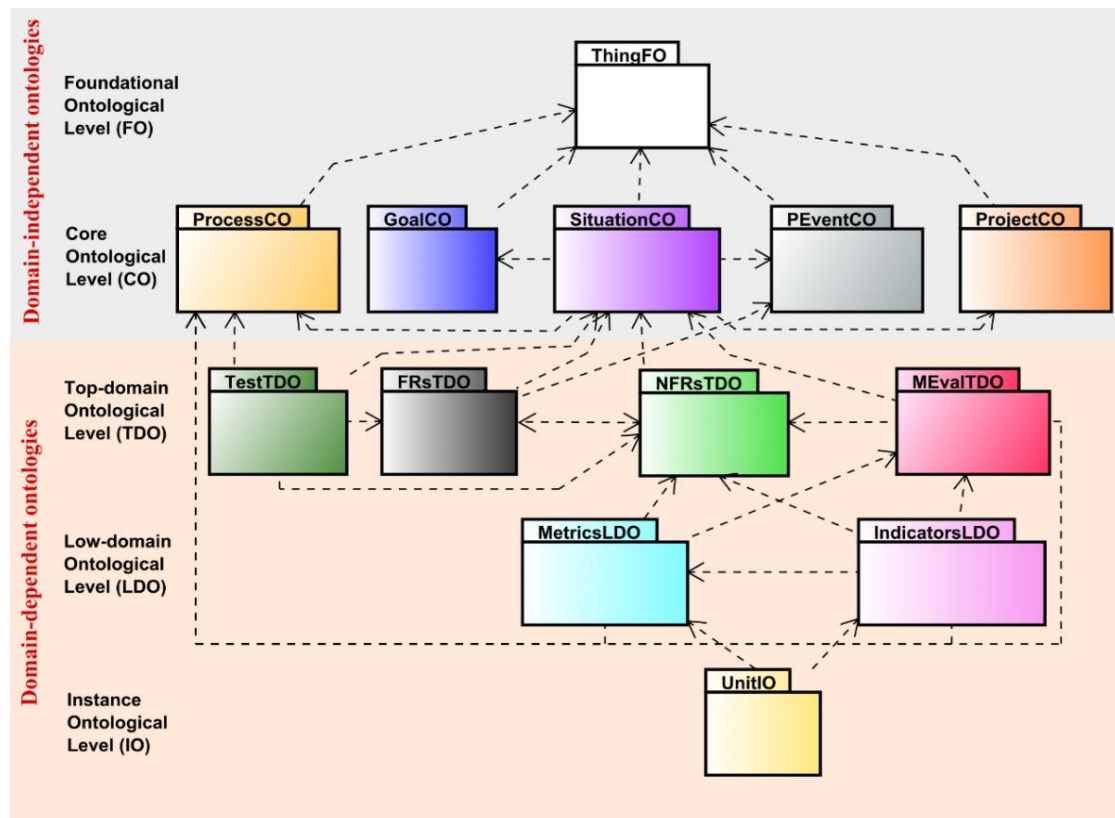 Domain-independent ontologies
Foundational
Ontological
Level (FO)
ThingFO
Core
Ontological
Level (CO)
ProcessCO
GoalCO
SituationCO
PEventCO
ProjectCO
Domain-dependent ontologies
Top-domain
Ontological
Level (TDO)
TestTDO
FRsTDO
NFRsTDO
MEvalTDO
Low-domain
Ontological
Level (LDO)
MetricsLDO
IndicatorsLDO
Instance
Ontological
Level (IO)
UnitIO